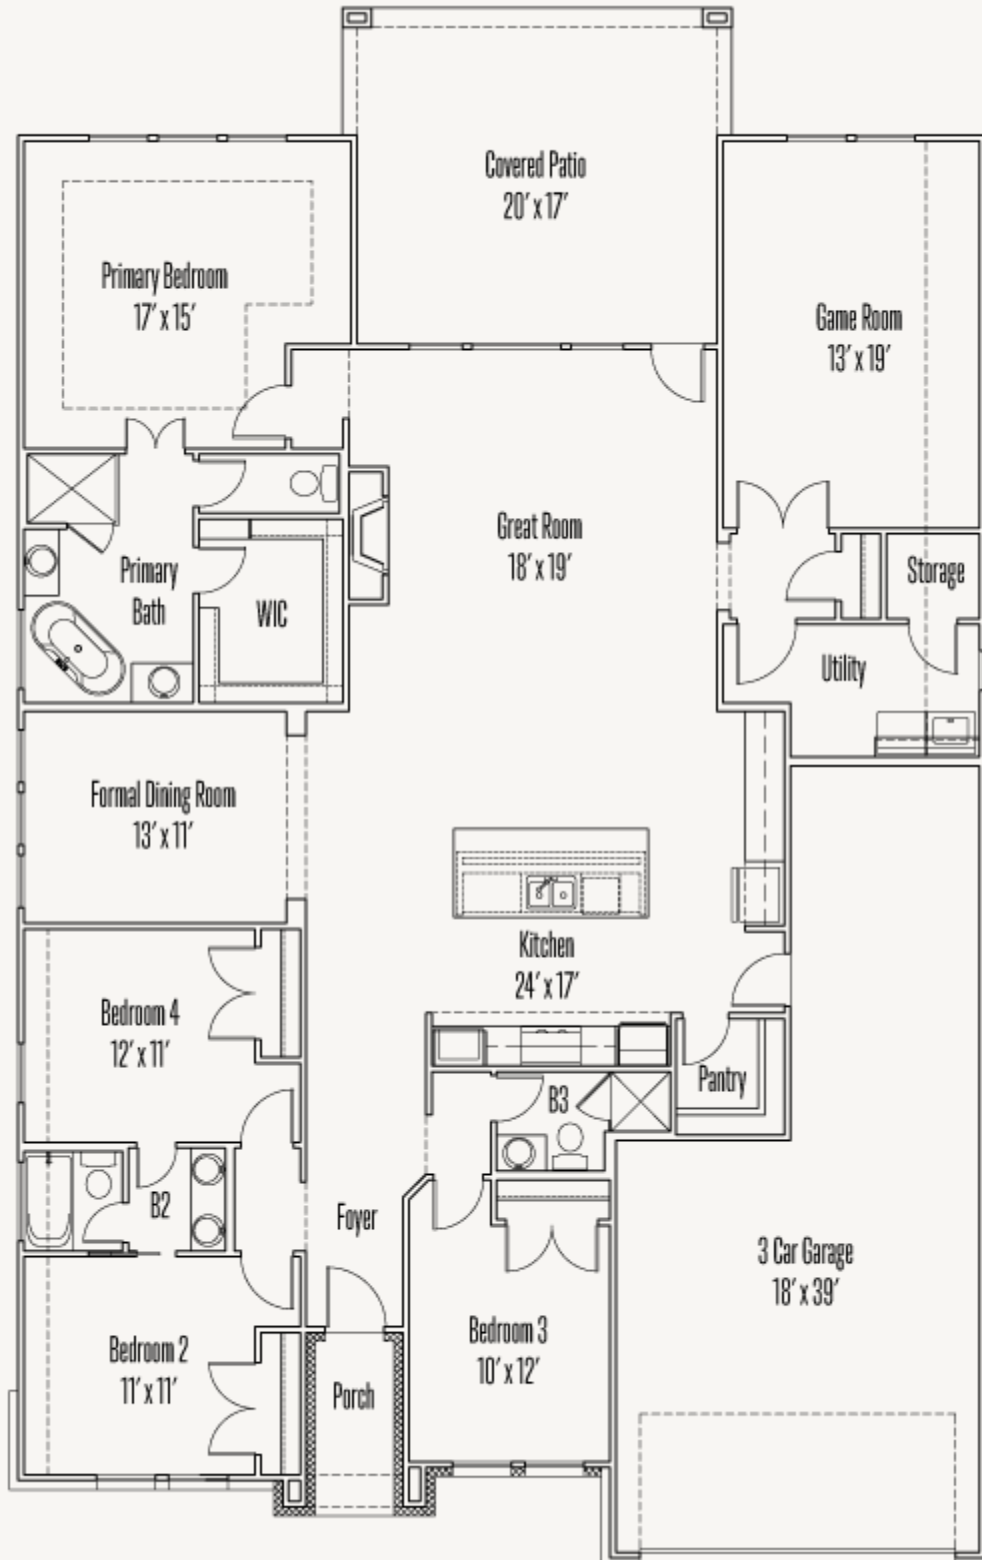 Covered Patio
20' x 17'
Primary Bedroom
17' x 15'
Game Room
13' x 19'
Great Room
18' x 19'
Primary
Bath
WIC
Storage
Utility
Formal Dining Room
13' x 11'
Kitchen
24' x 17'
Bedroom 4
12' x 11'
Pantry
B3
B2
Foyer
3 Car Garage
18' x 39'
Bedroom 3
10' x 12'
Bedroom 2
11' x 11'
Porch